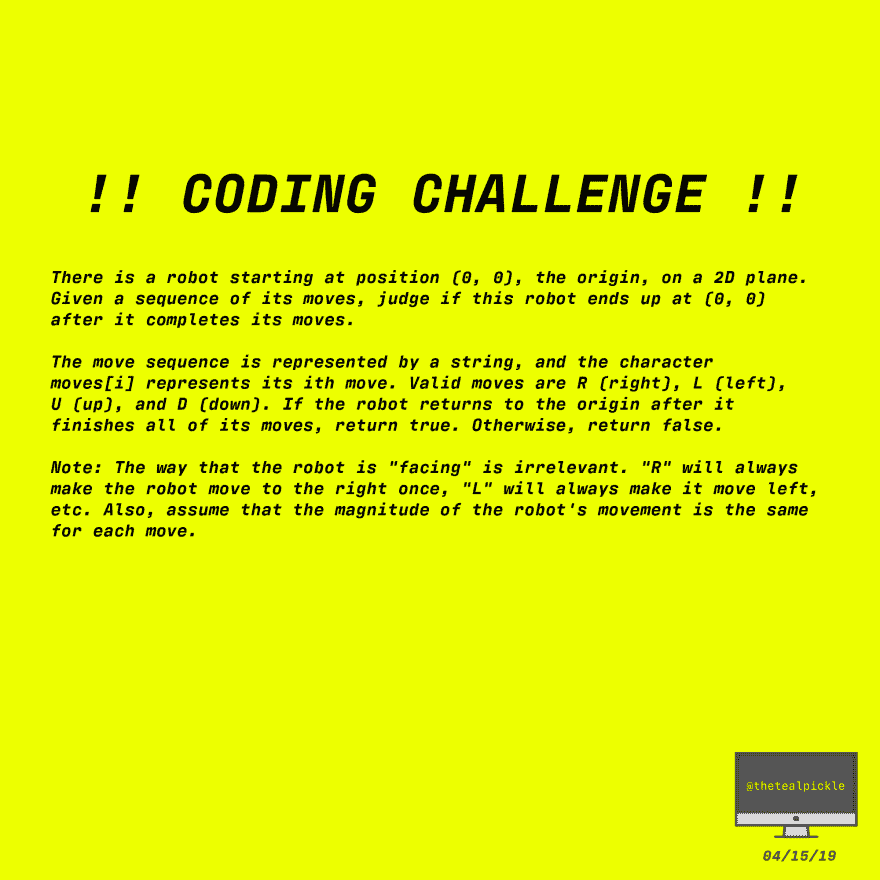 !! CODING CHALLENGE !!
There is a robot starting at position (0, 0), the origin, on a 2D plane.
Given a sequence of its moves, judge if this robot ends up at (0, 0)
after it completes its moves.
The move sequence is represented by a string, and the character
moves[i] represents its ith move. Valid moves are R (right), L (left),
U (up), and D (down). If the robot returns to the origin after it
finishes all of its moves, return true. Otherwise, return false.
Note: The way that the robot is "facing" is irrelevant. "R" will always
make the robot move to the right once, "L" will always make it move left,
etc. Also, assume that the magnitude of the robot's movement is the same
for each move.
@thetealpickle
04/15/19